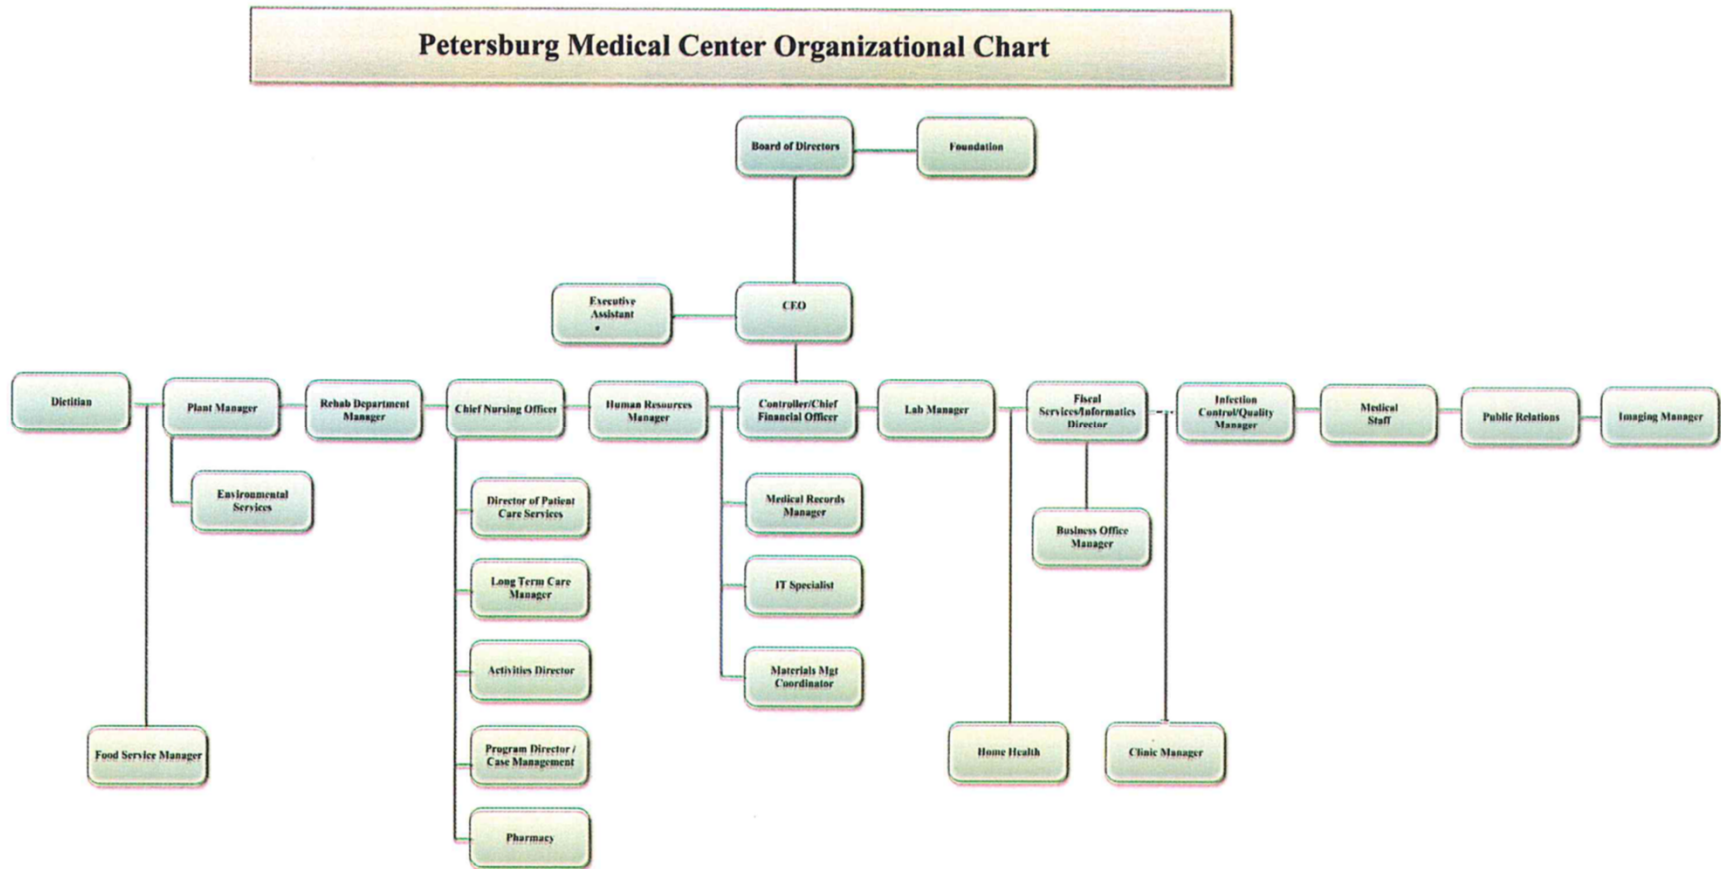 Petersburg Medical Center Organizational Chart
Board of Directors
Foundation
Executive
Assistant
CEO
Dietitian
Plant Manager
Rehab Department
Manager
Chief Nursing Officer
Human Resources
Manager
Controller/Chief
Financial Officer
Lab Manager
Fiscal
Services/Informatics
Director
Infection
Control/Quality
Manager
Medical
Staff
Public Relations
Imaging Manager
Environmental
Services
Director of Patient
Care Services
Medical Records
Manager
Business Office
Manager
Long Term Care
Manager
IT Specialist
Activities Director
Materials Mgt
Coordinator
Food Service Manager
Program Director /
Case Management
Home Health
Clinic Manager
Pharmacy